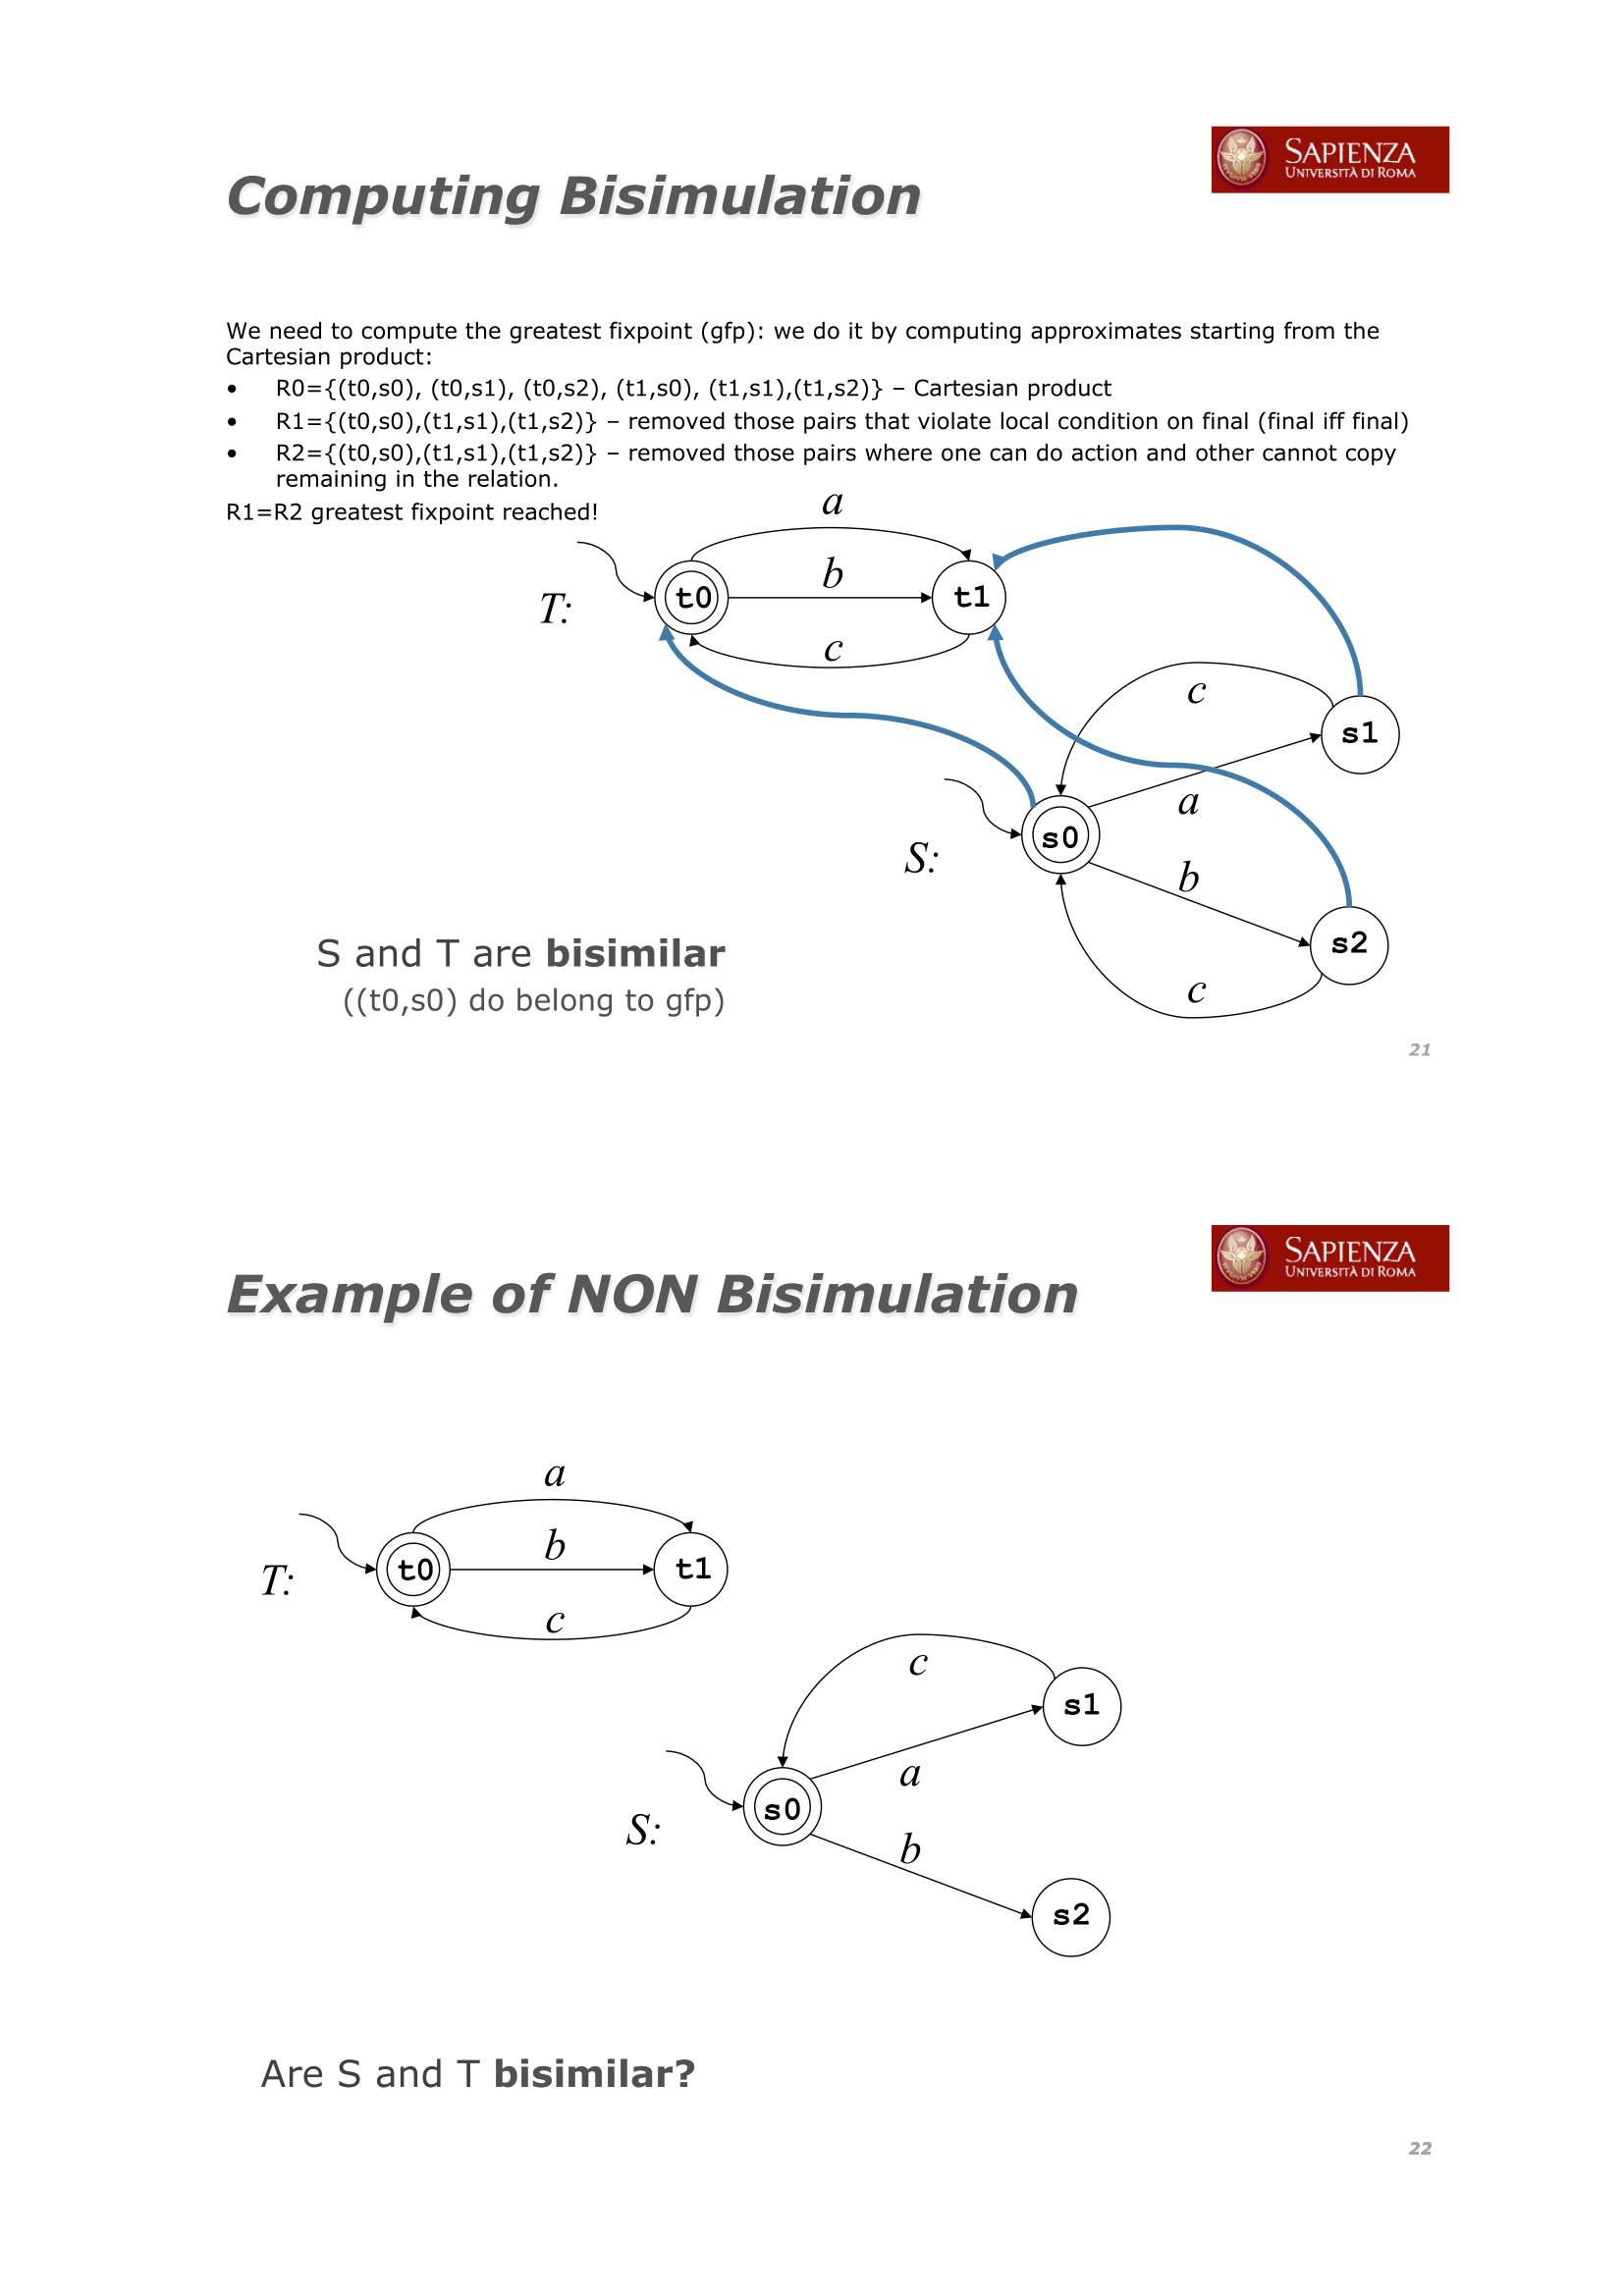 Computing Bisimulation
SAPIENZA
UNIVERSITÀ DI ROMA
We need to compute the greatest fixpoint (gfp): we do it by computing approximates starting from the
Cartesian product:
• R0={(t0,s0), (t0,s1), (t0,s2), (t1,s0), (t1,s1),(t1,s2)} – Cartesian product
• R1={(t0,s0),(t1,s1),(t1,s2)} – removed those pairs that violate local condition on final (final iff final)
• R2={(t0,s0),(t1,s1),(t1,s2)} – removed those pairs where one can do action and other cannot copy
remaining in the relation.
R1=R2 greatest fixpoint reached!
a
b
T:
t0
t1
c
c
s1
a
s0
S:
b
s2
c
S and T are bisimilar
((t0,s0) do belong to gfp)
21
Example of NON Bisimulation
SAPIENZA
UNIVERSITÀ DI ROMA
a
b
T:
t0
t1
c
c
s1
a
s0
S:
b
s2
Are S and T bisimilar?
22